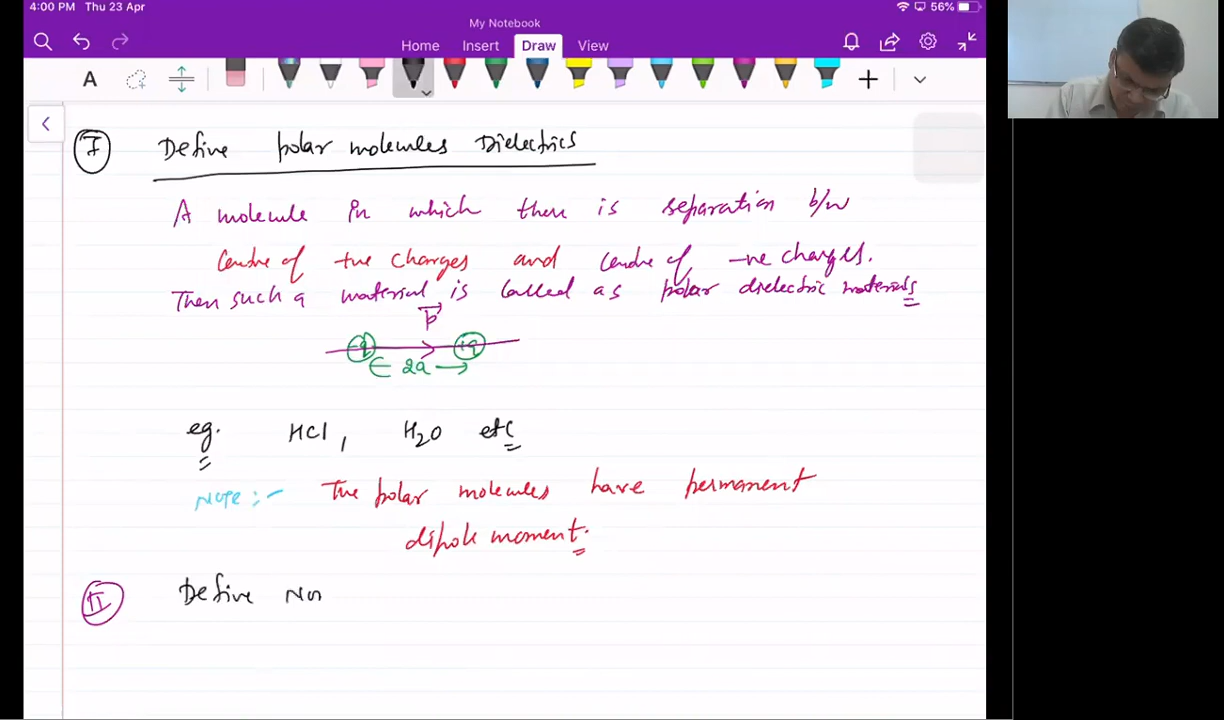 4:00 PM Thu 23 Apr
56%
My Notebook
Home Insert Draw View
A
I Define polar molecules Dielectrics
A molecule in which there is separation b/w
Centre of +ve charges and centre of -ve charges.
Then such a material is called as polar dielectric materials
p
-q +q
2a
eg. HCl, H2O etc
Note :- The polar molecules have permanent
dipole moment.
II Define Non